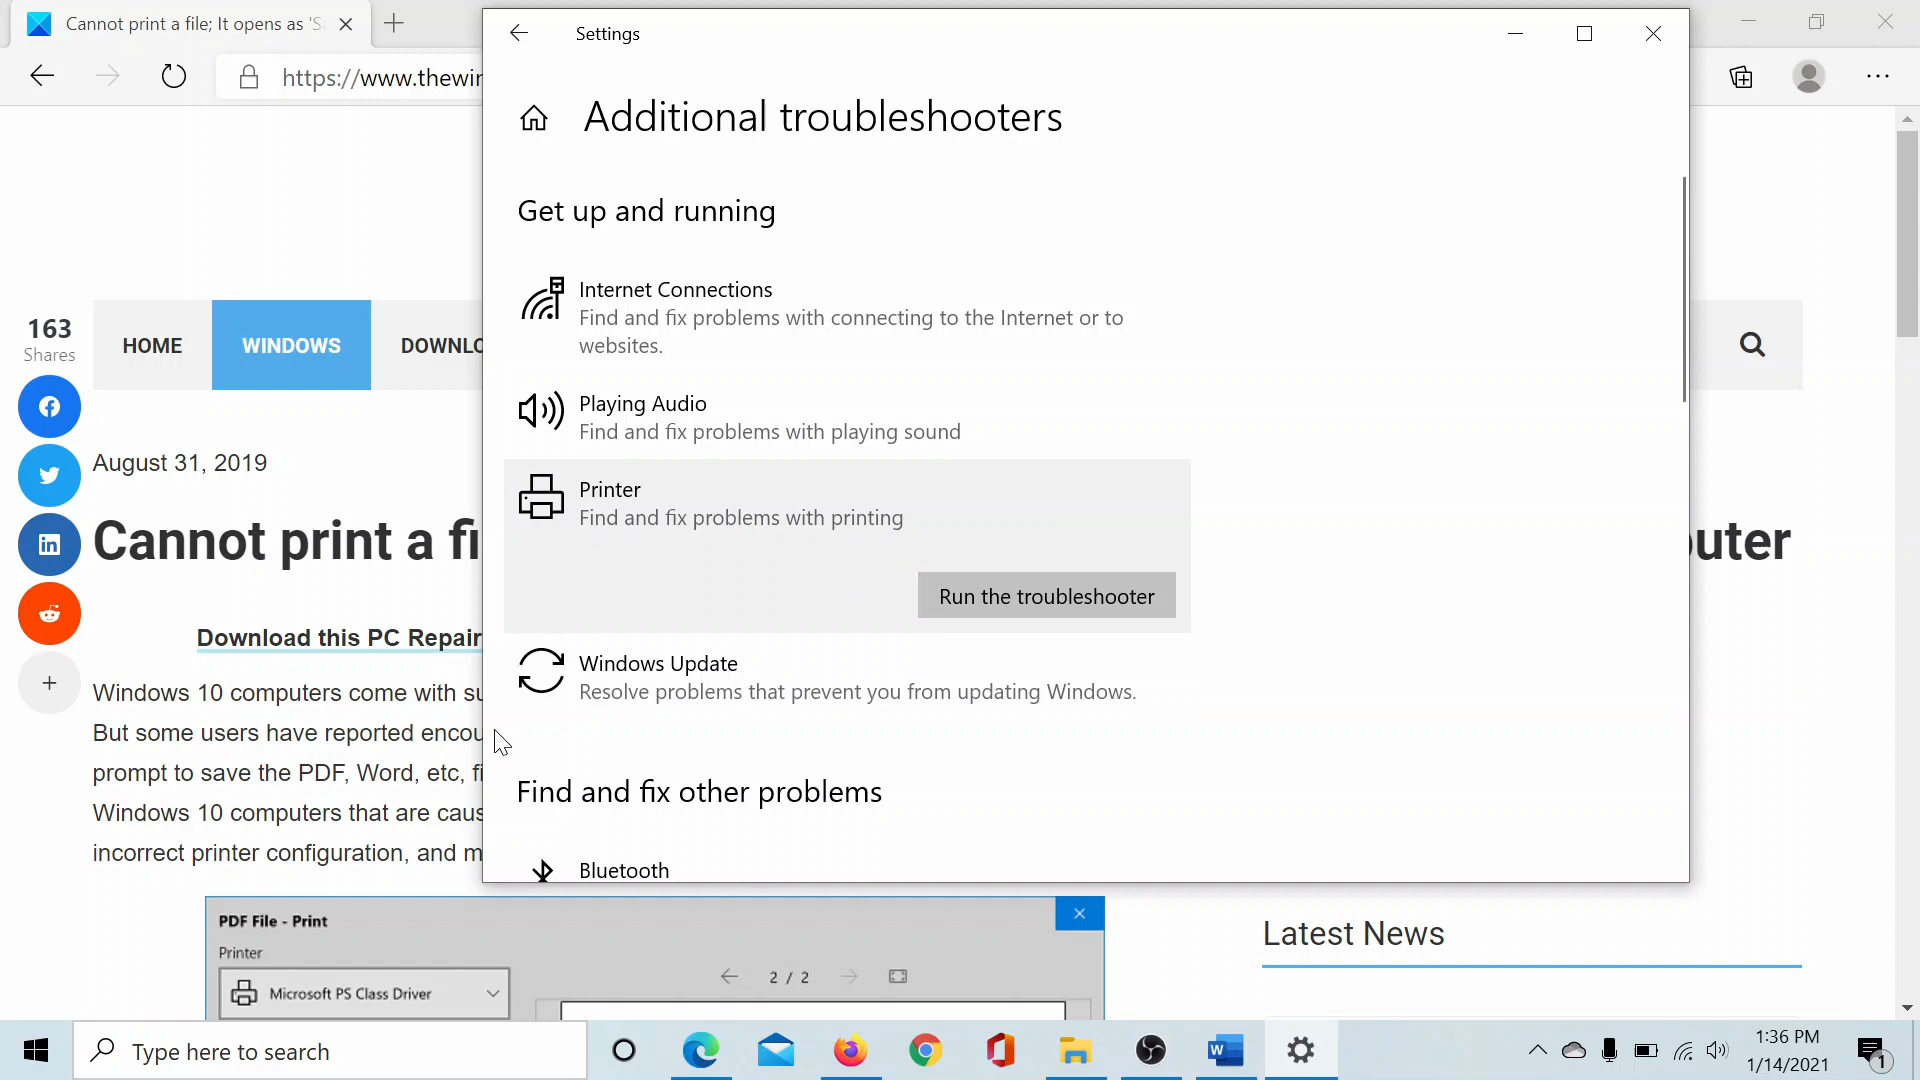 Cannot print a file; It opens as 'S
https://www.thewin
Settings
Additional troubleshooters
Get up and running
Internet Connections
Find and fix problems with connecting to the Internet or to
websites.
Playing Audio
Find and fix problems with playing sound
Printer
Find and fix problems with printing
Run the troubleshooter
Windows Update
Resolve problems that prevent you from updating Windows.
Find and fix other problems
Bluetooth
163
Shares
HOME
WINDOWS
DOWNLO
August 31, 2019
Cannot print a fi
puter
Download this PC Repair
Windows 10 computers come with su
But some users have reported encou
prompt to save the PDF, Word, etc, fi
Windows 10 computers that are caus
incorrect printer configuration, and m
PDF File - Print
Printer
Microsoft PS Class Driver
2 / 2
Latest News
Type here to search
1:36 PM
1/14/2021
1